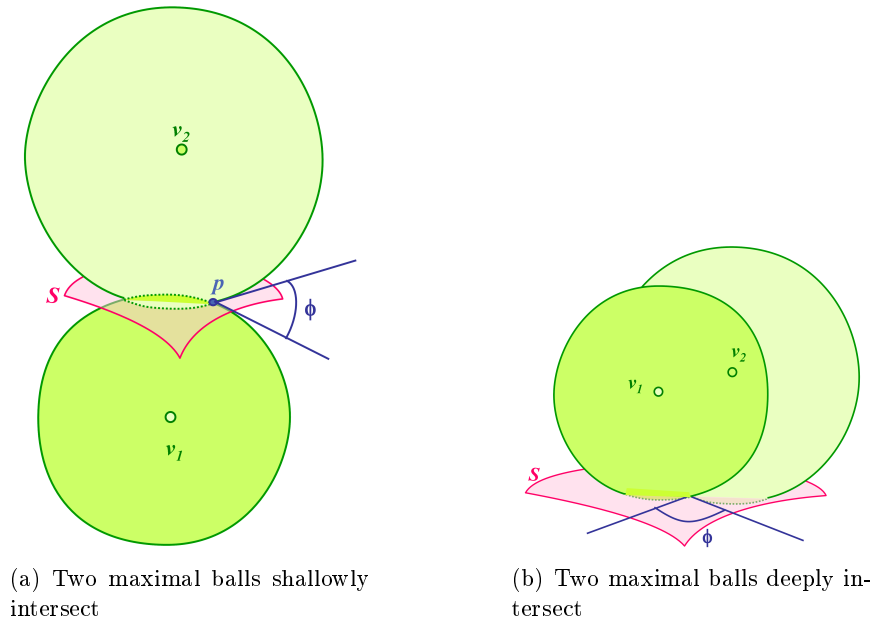 v2
S
p
ϕ
v1
(a) Two maximal balls shallowly
intersect
v2
v1
S
ϕ
(b) Two maximal balls deeply in-
tersect